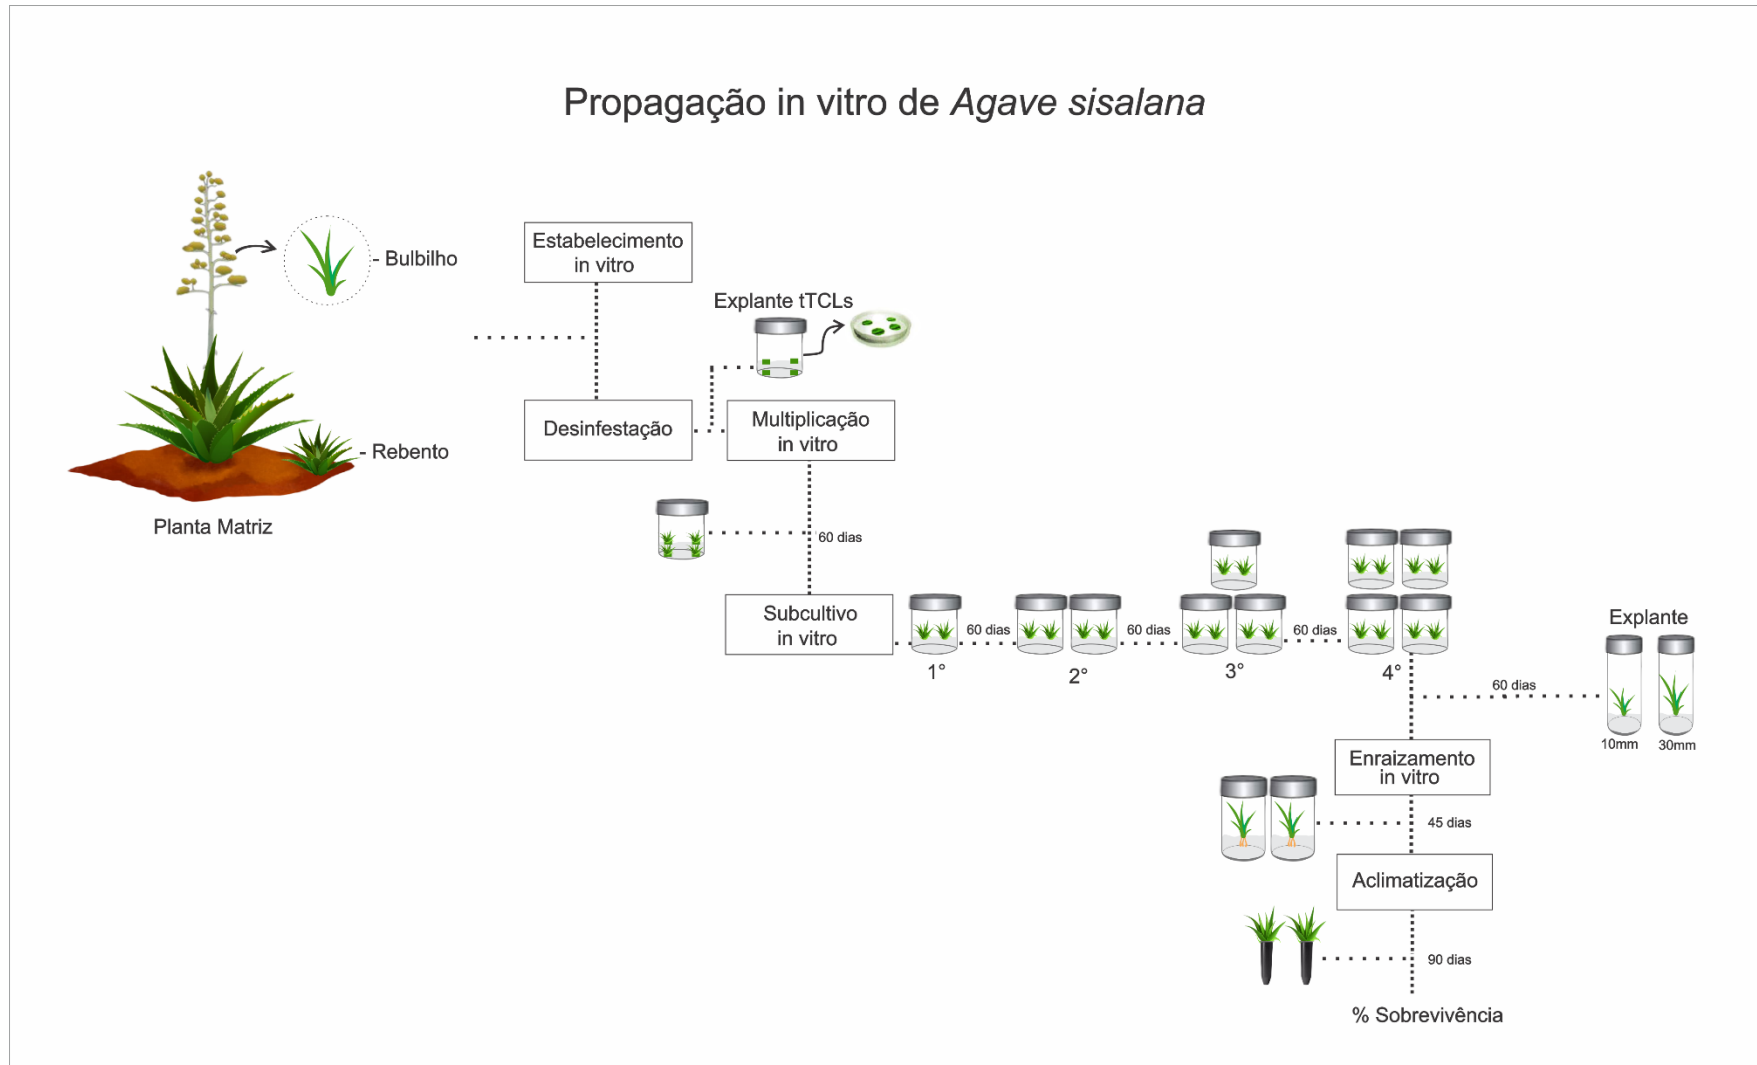 Propagação in vitro de Agave sisalana
- Bulbilho
- Rebento
Planta Matriz
Estabelecimento
in vitro
Explante tTCLs
Desinfestação
Multiplicação
in vitro
60 dias
Subcultivo
in vitro
1°
60 dias
2°
60 dias
3°
60 dias
4°
Explante
60 dias
10mm
30mm
Enraizamento
in vitro
45 dias
Aclimatização
90 dias
% Sobrevivência